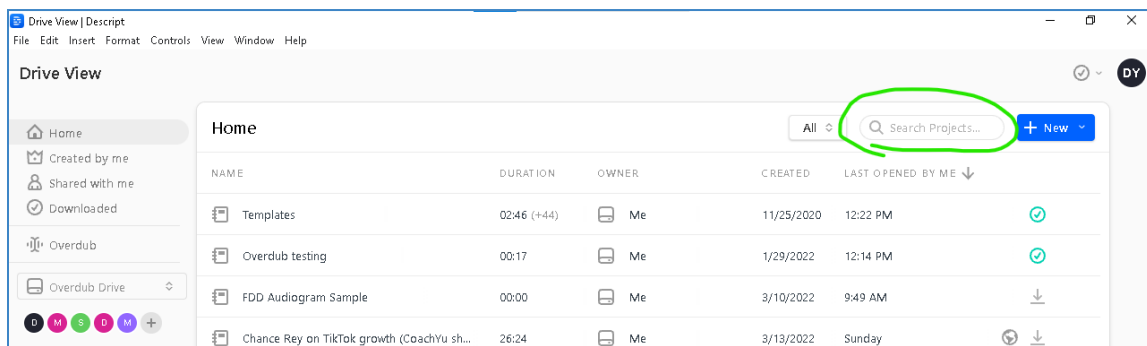 Drive View | Descript
File Edit Insert Format Controls View Window Help
Drive View
DY
Home
Created by me
Shared with me
Downloaded
Overdub
Overdub Drive
D M S D M +
Home
All
Search Projects...
+ New
NAME DURATION OWNER CREATED LAST OPENED BY ME
Templates 02:46 (+44) Me 11/25/2020 12:22 PM
Overdub testing 00:17 Me 1/29/2022 12:14 PM
FDD Audiogram Sample 00:00 Me 3/10/2022 9:49 AM
Chance Rey on TikTok growth (CoachYu sh... 26:24 Me 3/13/2022 Sunday